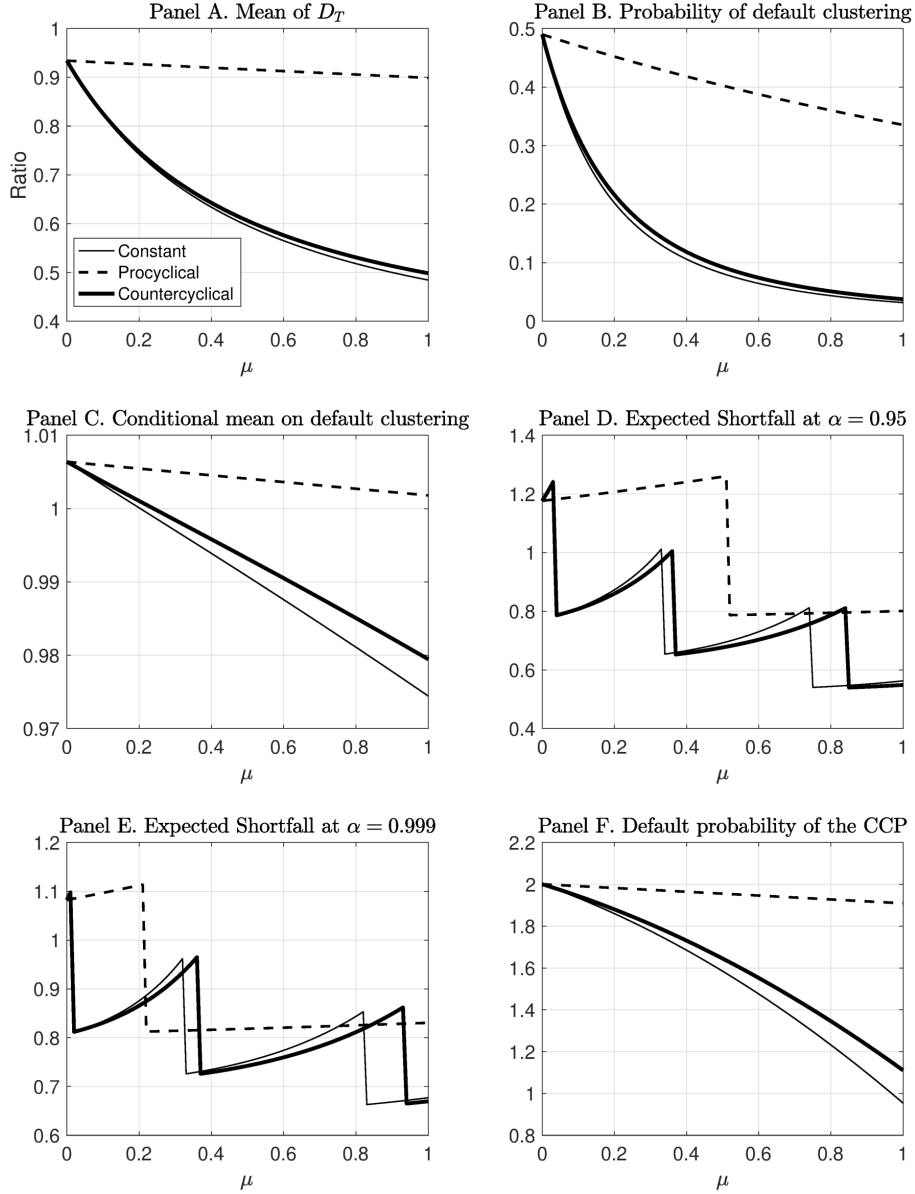 Panel A. Mean of D_T
1
0.9
0.8
0.7
0.6
0.5
0.4
Ratio
Constant
Procyclical
Countercyclical
0 0.2 0.4 0.6 0.8 1
μ
Panel B. Probability of default clustering
0.5
0.4
0.3
0.2
0.1
0
0 0.2 0.4 0.6 0.8 1
μ
Panel C. Conditional mean on default clustering
1.01
1
0.99
0.98
0.97
0 0.2 0.4 0.6 0.8 1
μ
Panel D. Expected Shortfall at α = 0.95
1.4
1.2
1
0.8
0.6
0.4
0 0.2 0.4 0.6 0.8 1
μ
Panel E. Expected Shortfall at α = 0.999
1.2
1.1
1
0.9
0.8
0.7
0.6
0 0.2 0.4 0.6 0.8 1
μ
Panel F. Default probability of the CCP
2.2
2
1.8
1.6
1.4
1.2
1
0.8
0 0.2 0.4 0.6 0.8 1
μ